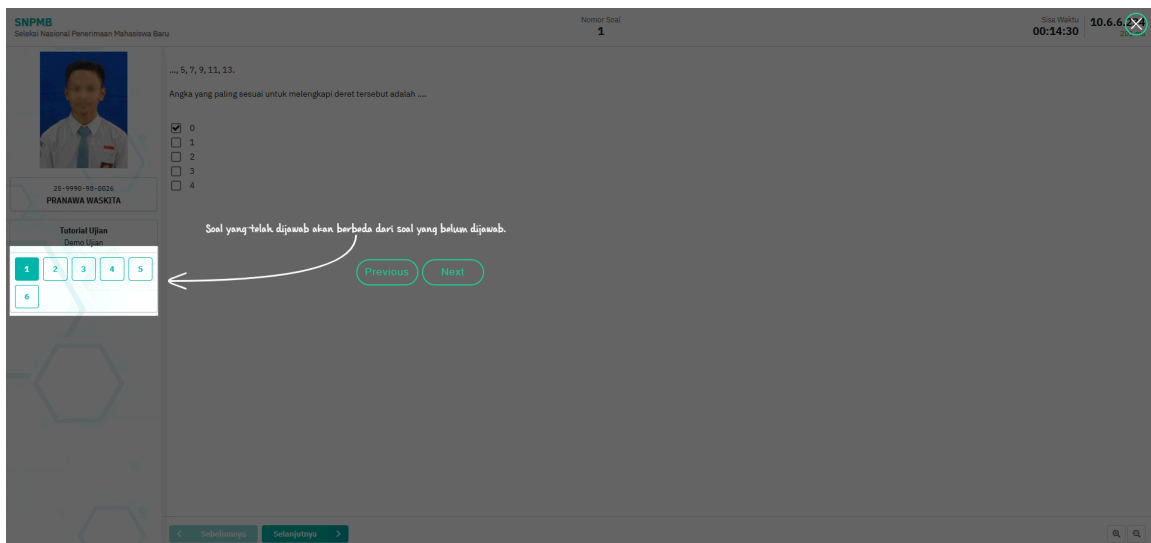 SNPMB
Seleksi Nasional Penerimaan Mahasiswa Baru
Nomor Soal
1
Sisa Waktu
00:14:30
10.6.6.
25-9990-98-0026
PRANAWA WASKITA
Tutorial Ujian
Demo Ujian
1 2 3 4 5
6
..., 5, 7, 9, 11, 13.
Angka yang paling sesuai untuk melengkapi deret tersebut adalah ....
0
1
2
3
4
Soal yang telah dijawab akan berbeda dari soal yang belum dijawab.
Previous Next
Sebelumnya Selanjutnya